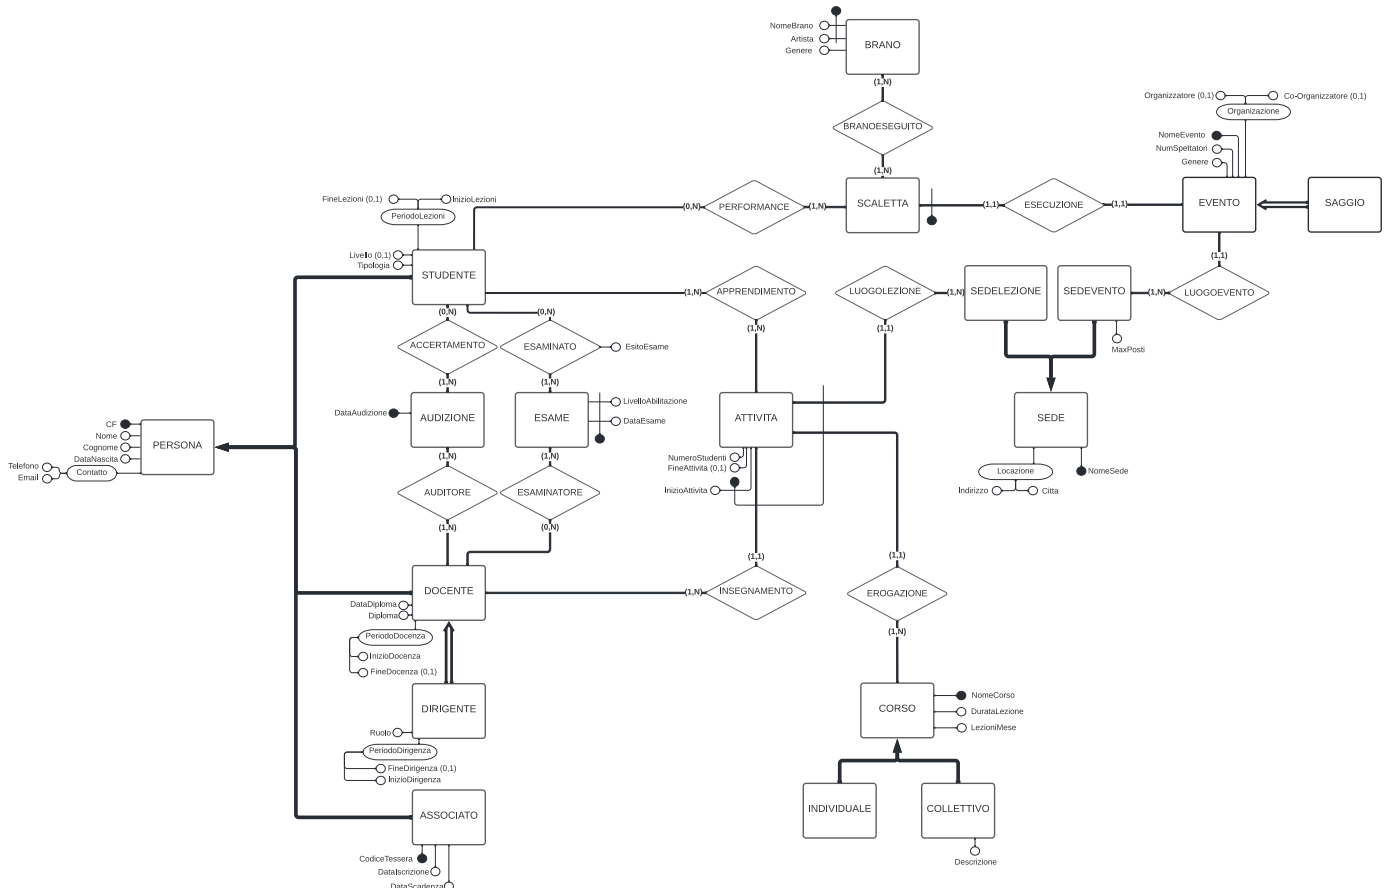 NomeBrano
Artista
Genere
BRANO
(1,N)
BRANOESEGUITO
(1,N)
Organizzatore (0,1)
Co-Organizzatore (0,1)
Organizazione
NomeEvento
NumSpettatori
Genere
FineLezioni (0,1)
InizioLezioni
PeriodoLezioni
(0,N)
PERFORMANCE
(1,N)
SCALETTA
(1,1)
ESECUZIONE
(1,1)
EVENTO
SAGGIO
Livello (0,1)
Tipologia
STUDENTE
(1,1)
(1,N)
APPRENDIMENTO
LUOGOLEZIONE
(1,N)
SEDELEZIONE
SEDEVENTO
(1,N)
LUOGOEVENTO
(0,N)
(0,N)
(1,N)
(1,1)
ACCERTAMENTO
ESAMINATO
EsitoEsame
MaxPosti
(1,N)
(1,N)
DataAudizione
AUDIZIONE
ESAME
LivelloAbilitazione
DataEsame
ATTIVITA
SEDE
CF
Nome
Cognome
DataNascita
PERSONA
Telefono
Email
Contatto
(1,N)
(1,N)
NumeroStudenti
FineAttivita (0,1)
InizioAttivita
Locazione
NomeSede
Indirizzo
Citta
AUDITORE
ESAMINATORE
(1,N)
(0,N)
(1,1)
(1,1)
DOCENTE
(1,N)
INSEGNAMENTO
EROGAZIONE
DataDiploma
Diploma
PeriodoDocenza
InizioDocenza
FineDocenza (0,1)
(1,N)
DIRIGENTE
Ruolo
PeriodoDirigenza
FineDirigenza (0,1)
InizioDirigenza
CORSO
NomeCorso
DurataLezione
LezioniMese
ASSOCIATO
INDIVIDUALE
COLLETTIVO
CodiceTessera
DataIscrizione
DataScadenza
Descrizione